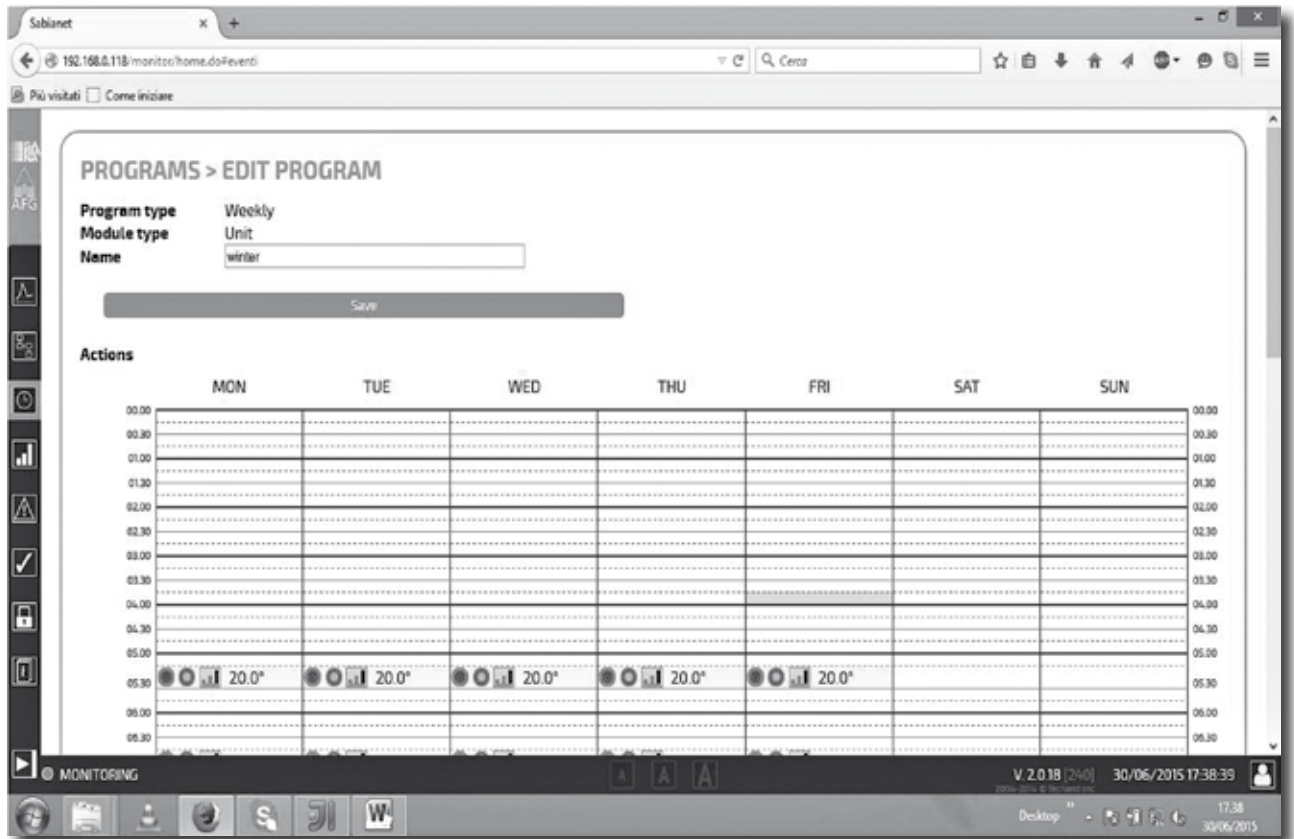 Sabianet × +
192.168.0.118/monitor/home.do#eventi Cerca
Più visitati Come iniziare
AFG
PROGRAMS > EDIT PROGRAM
Program type Weekly
Module type Unit
Name winter
Save
Actions
MON TUE WED THU FRI SAT SUN
00.00 00.00
00.30 00.30
01.00 01.00
01.30 01.30
02.00 02.00
02.30 02.30
03.00 03.00
03.30 03.30
04.00 04.00
04.30 04.30
05.00 05.00
05.30 20.0° 20.0° 20.0° 20.0° 20.0° 05.30
06.00 06.00
06.30 06.30
MONITORING A A A V. 2.0.18 [240] 30/06/2015 17:38:39
Desktop » 17.38
30/06/2015